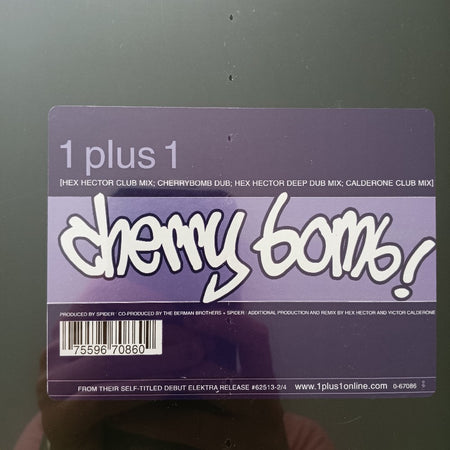 1 plus 1
[HEX HECTOR CLUB MIX; CHERRYBOMB DUB; HEX HECTOR DEEP DUB MIX; CALDERONE CLUB MIX]
cherry bomb!
PRODUCED BY SPIDER · CO-PRODUCED BY THE BERMAN BROTHERS + SPIDER · ADDITIONAL PRODUCTION AND REMIX BY HEX HECTOR AND VICTOR CALDERONE
75596 70860
FROM THEIR SELF-TITLED DEBUT ELEKTRA RELEASE #62513-2/4 www.1plus1online.com 0-67086